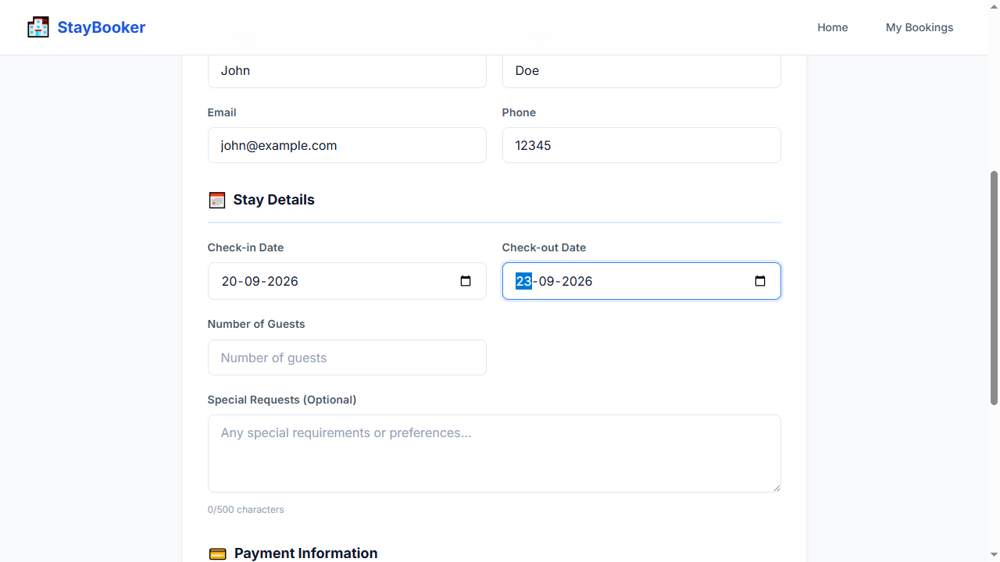 StayBooker
Home
My Bookings
John
Doe
Email
Phone
john@example.com
12345
Stay Details
Check-in Date
Check-out Date
20-09-2026
23-09-2026
Number of Guests
Number of guests
Special Requests (Optional)
Any special requirements or preferences...
0/500 characters
Payment Information